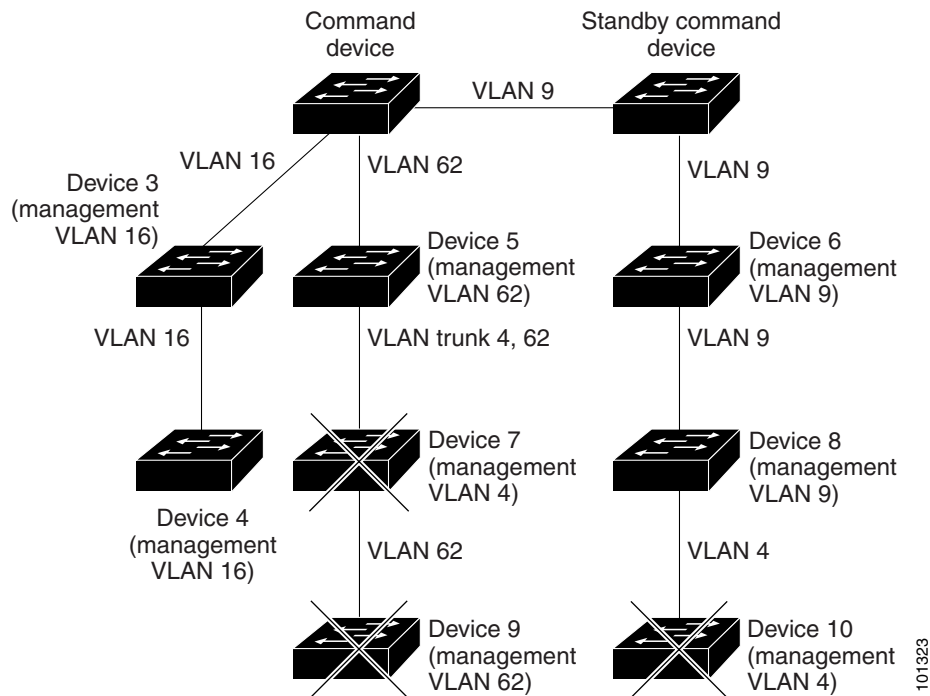 Command
device
Standby command
device
VLAN 9
VLAN 16
VLAN 62
VLAN 9
Device 3
(management
VLAN 16)
Device 5
(management
VLAN 62)
Device 6
(management
VLAN 9)
VLAN 16
VLAN trunk 4, 62
VLAN 9
Device 7
(management
VLAN 4)
Device 8
(management
VLAN 9)
Device 4
(management
VLAN 16)
VLAN 62
VLAN 4
Device 9
(management
VLAN 62)
Device 10
(management
VLAN 4)
101323